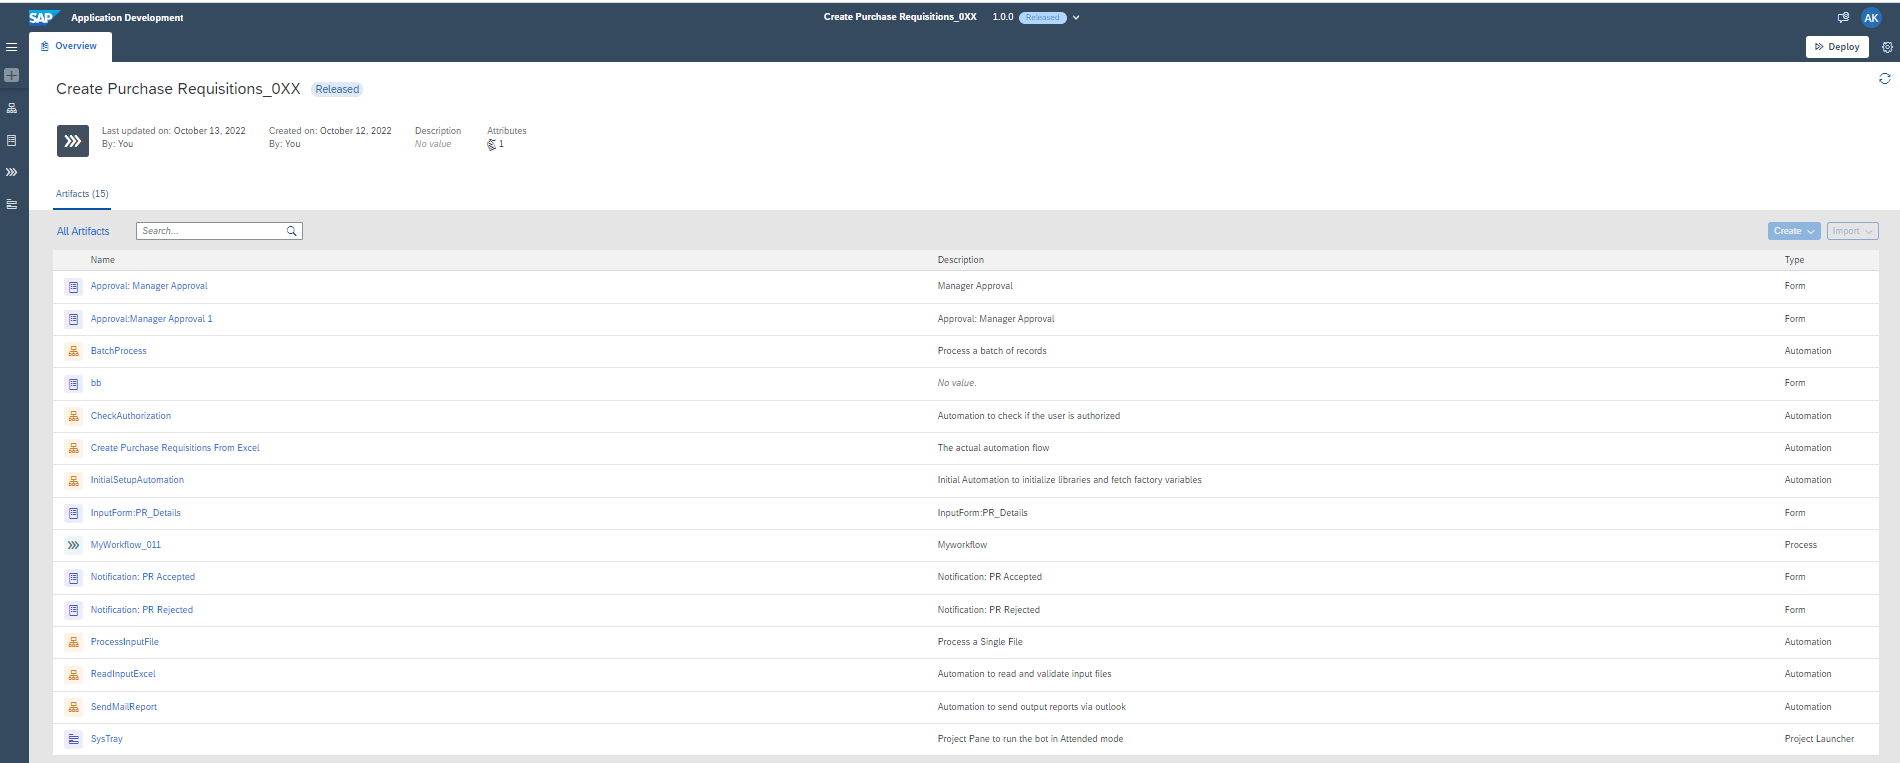 SAP Application Development Create Purchase Requisitions_0XX 1.0.0 Released AK
Overview Deploy
Create Purchase Requisitions_0XX Released
Last updated on: October 13, 2022 Created on: October 12, 2022 Description Attributes
By: You By: You No value 1
Artifacts (15)
All Artifacts Search... Create Import
Name Description Type
Approval: Manager Approval Manager Approval Form
Approval:Manager Approval 1 Approval: Manager Approval Form
BatchProcess Process a batch of records Automation
bb No value. Form
CheckAuthorization Automation to check if the user is authorized Automation
Create Purchase Requisitions From Excel The actual automation flow Automation
InitialSetupAutomation Initial Automation to initialize libraries and fetch factory variables Automation
InputForm:PR_Details InputForm:PR_Details Form
MyWorkflow_011 Myworkflow Process
Notification: PR Accepted Notification: PR Accepted Form
Notification: PR Rejected Notification: PR Rejected Form
ProcessInputFile Process a Single File Automation
ReadInputExcel Automation to read and validate input files Automation
SendMailReport Automation to send output reports via outlook Automation
SysTray Project Pane to run the bot in Attended mode Project Launcher